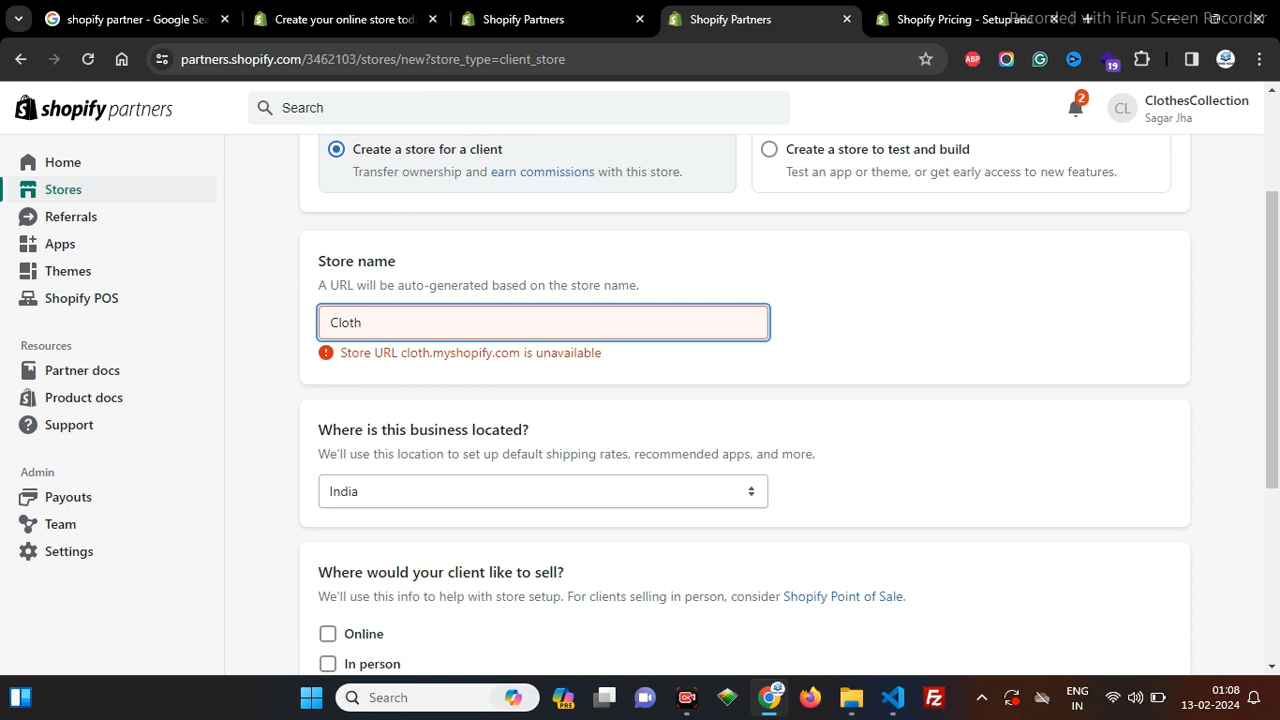 shopify partner - Google Sea
Create your online store tod
Shopify Partners
Shopify Partners
Shopify Pricing - Setup an
Recorded with iFun Screen Recorder
partners.shopify.com/3462103/stores/new?store_type=client_store
ABP
19
shopify partners
Search
2
CL
ClothesCollection
Sagar Jha
Home
Stores
Referrals
Apps
Themes
Shopify POS
Resources
Partner docs
Product docs
Support
Admin
Payouts
Team
Settings
Create a store for a client
Transfer ownership and earn commissions with this store.
Create a store to test and build
Test an app or theme, or get early access to new features.
Store name
A URL will be auto-generated based on the store name.
Cloth
Store URL cloth.myshopify.com is unavailable
Where is this business located?
We'll use this location to set up default shipping rates, recommended apps, and more.
India
Where would your client like to sell?
We'll use this info to help with store setup. For clients selling in person, consider Shopify Point of Sale.
Online
In person
Search
PRE
ENG
IN
01:08
13-02-2024